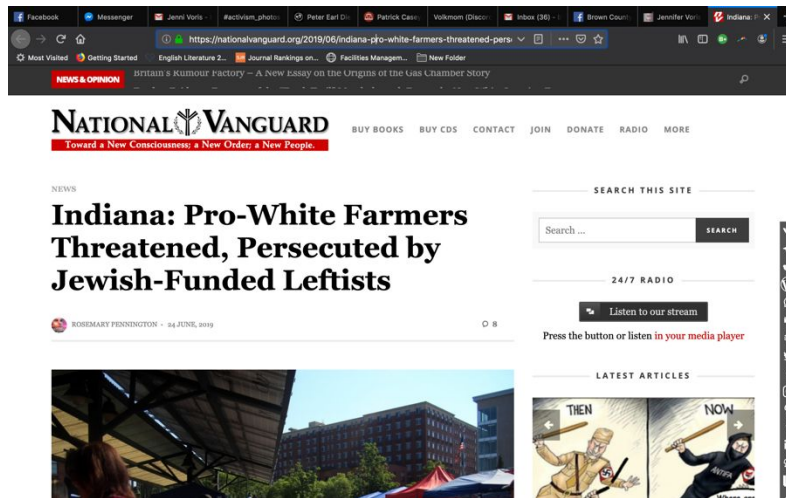 Facebook
Messenger
Jenni Voris -
#activism_photos
Peter Earl Di
Patrick Case
Volkmom (Discor
Inbox (36) -
Brown Count
Jennifer Voris
Indiana: P
https://nationalvanguard.org/2019/06/indiana-pro-white-farmers-threatened-pers
Most Visited
Getting Started
English Literature 2...
Journal Rankings on...
Facilities Managem...
New Folder
NEWS & OPINION
Britain's Rumour Factory – A New Essay on the Origins of the Gas Chamber Story
NATIONAL VANGUARD
Toward a New Consciousness; a New Order; a New People.
BUY BOOKS
BUY CDS
CONTACT
JOIN
DONATE
RADIO
MORE
NEWS
Indiana: Pro-White Farmers
Threatened, Persecuted by
Jewish-Funded Leftists
ROSEMARY PENNINGTON - 24 JUNE, 2019
8
SEARCH THIS SITE
Search ...
SEARCH
24/7 RADIO
Listen to our stream
Press the button or listen in your media player
LATEST ARTICLES
THEN
NOW
ANTIFA